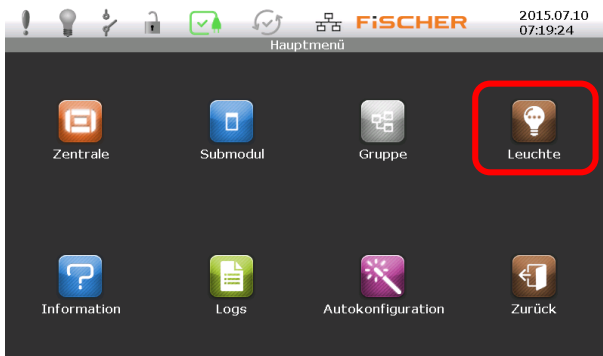 FiSCHER
2015.07.10
07:19:24
Hauptmenü
Zentrale
Submodul
Gruppe
Leuchte
Information
Logs
Autokonfiguration
Zurück